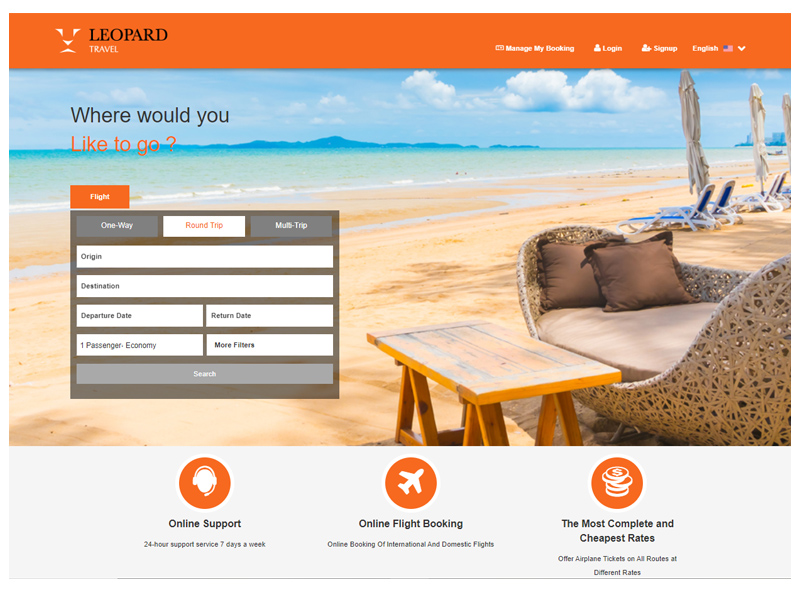 LEOPARD
TRAVEL
Manage My Booking
Login
Signup
English
Where would you
Like to go ?
Flight
One-Way
Round Trip
Multi-Trip
Origin
Destination
Departure Date
Return Date
1 Passenger- Economy
More Filters
Search
Online Support
24-hour support service 7 days a week
Online Flight Booking
Online Booking Of International And Domestic Flights
The Most Complete and
Cheapest Rates
Offer Airplane Tickets on All Routes at
Different Rates